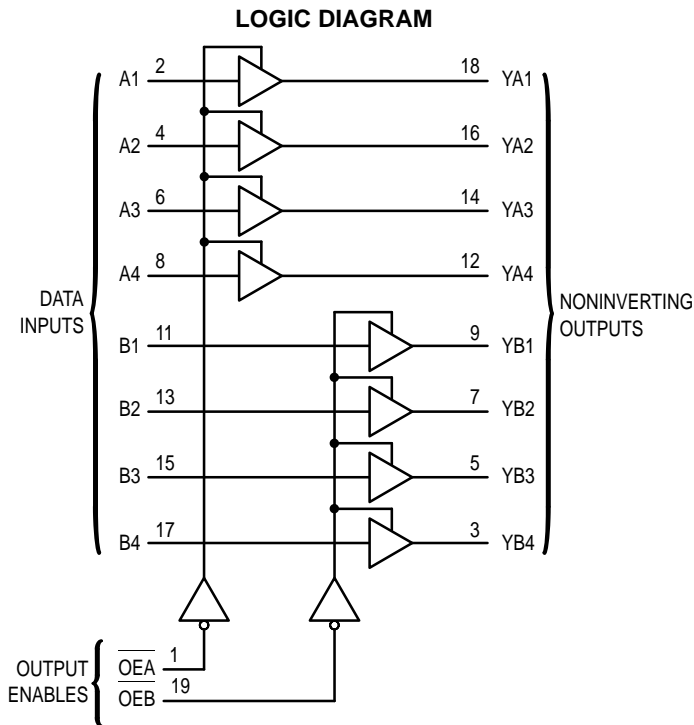 LOGIC DIAGRAM
A1 2 18 YA1
A2 4 16 YA2
A3 6 14 YA3
A4 8 12 YA4
DATA
INPUTS
NONINVERTING
OUTPUTS
B1 11 9 YB1
B2 13 7 YB2
B3 15 5 YB3
B4 17 3 YB4
OUTPUT
ENABLES
O̅E̅A̅ 1
O̅E̅B̅ 19